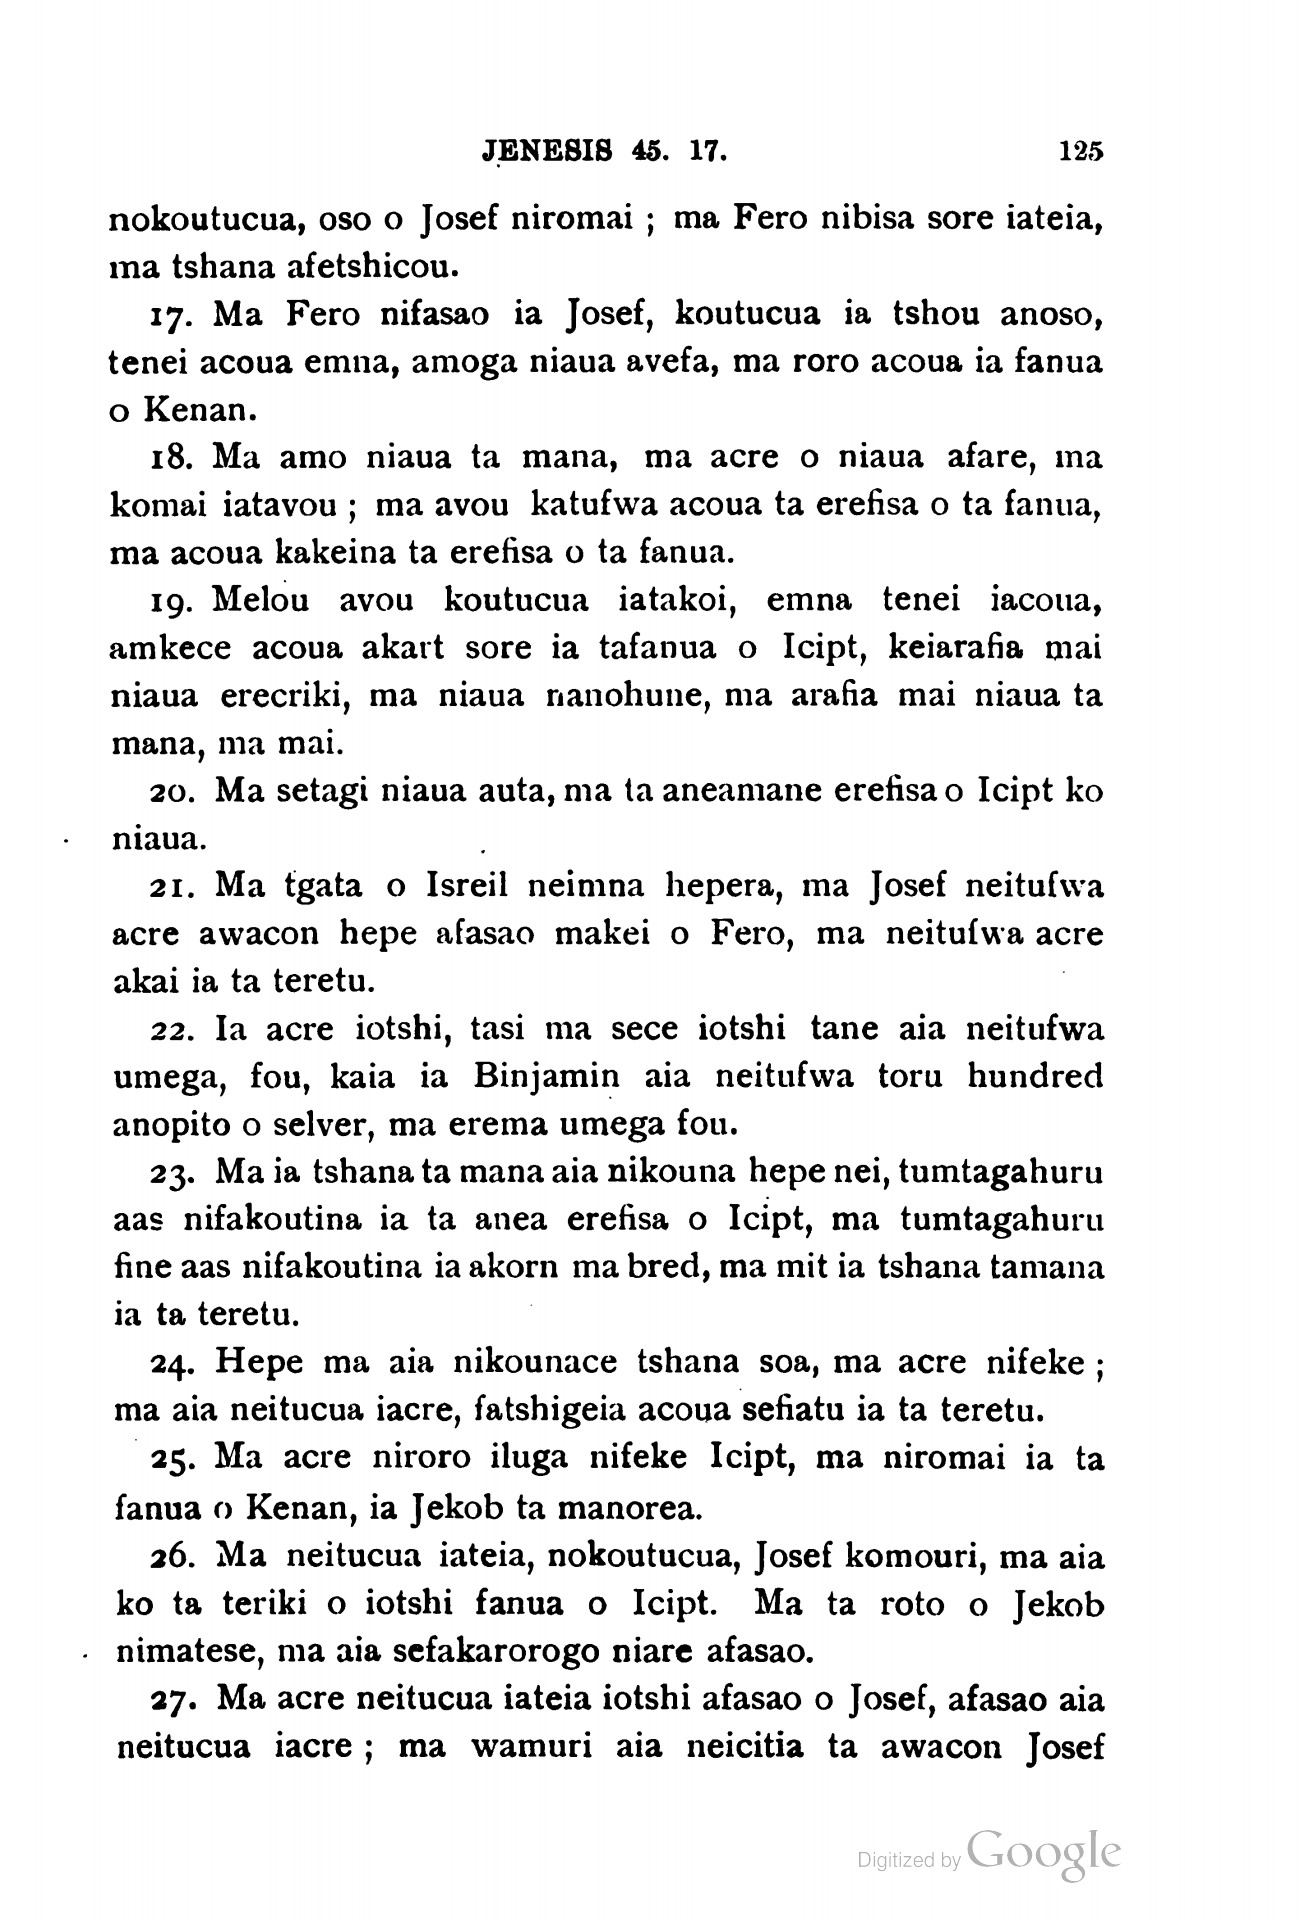 JENESIS 45. 17. 125
nokoutucua, oso o Josef niromai ; ma Fero nibisa sore iateia,
ma tshana afetshicou.
17. Ma Fero nifasao ia Josef, koutucua ia tshou anoso,
tenei acoua emna, amoga niaua avefa, ma roro acoua ia fanua
o Kenan.
18. Ma amo niaua ta mana, ma acre o niaua afare, ma
komai iatavou ; ma avou katufwa acoua ta erefisa o ta fanua,
ma acoua kakeina ta erefisa o ta fanua.
19. Melou avou koutucua iatakoi, emna tenei iacoua,
amkece acoua akart sore ia tafanua o Icipt, keiarafia mai
niaua erecriki, ma niaua nanohune, ma arafia mai niaua ta
mana, ma mai.
20. Ma setagi niaua auta, ma ta aneamane erefisa o Icipt ko
niaua.
21. Ma tgata o Isreil neimna hepera, ma Josef neitufwa
acre awacon hepe afasao makei o Fero, ma neitufwa acre
akai ia ta teretu.
22. Ia acre iotshi, tasi ma sece iotshi tane aia neitufwa
umega, fou, kaia ia Binjamin aia neitufwa toru hundred
anopito o selver, ma erema umega fou.
23. Ma ia tshana ta mana aia nikouna hepe nei, tumtagahuru
aas nifakoutina ia ta anea erefisa o Icipt, ma tumtagahuru
fine aas nifakoutina ia akorn ma bred, ma mit ia tshana tamana
ia ta teretu.
24. Hepe ma aia nikounace tshana soa, ma acre nifeke ;
ma aia neitucua iacre, fatshigeia acoua sefiatu ia ta teretu.
25. Ma acre niroro iluga nifeke Icipt, ma niromai ia ta
fanua o Kenan, ia Jekob ta manorea.
26. Ma neitucua iateia, nokoutucua, Josef komouri, ma aia
ko ta teriki o iotshi fanua o Icipt. Ma ta roto o Jekob
nimatese, ma aia sefakarorogo niare afasao.
27. Ma acre neitucua iateia iotshi afasao o Josef, afasao aia
neitucua iacre ; ma wamuri aia neicitia ta awacon Josef
Digitized by Google